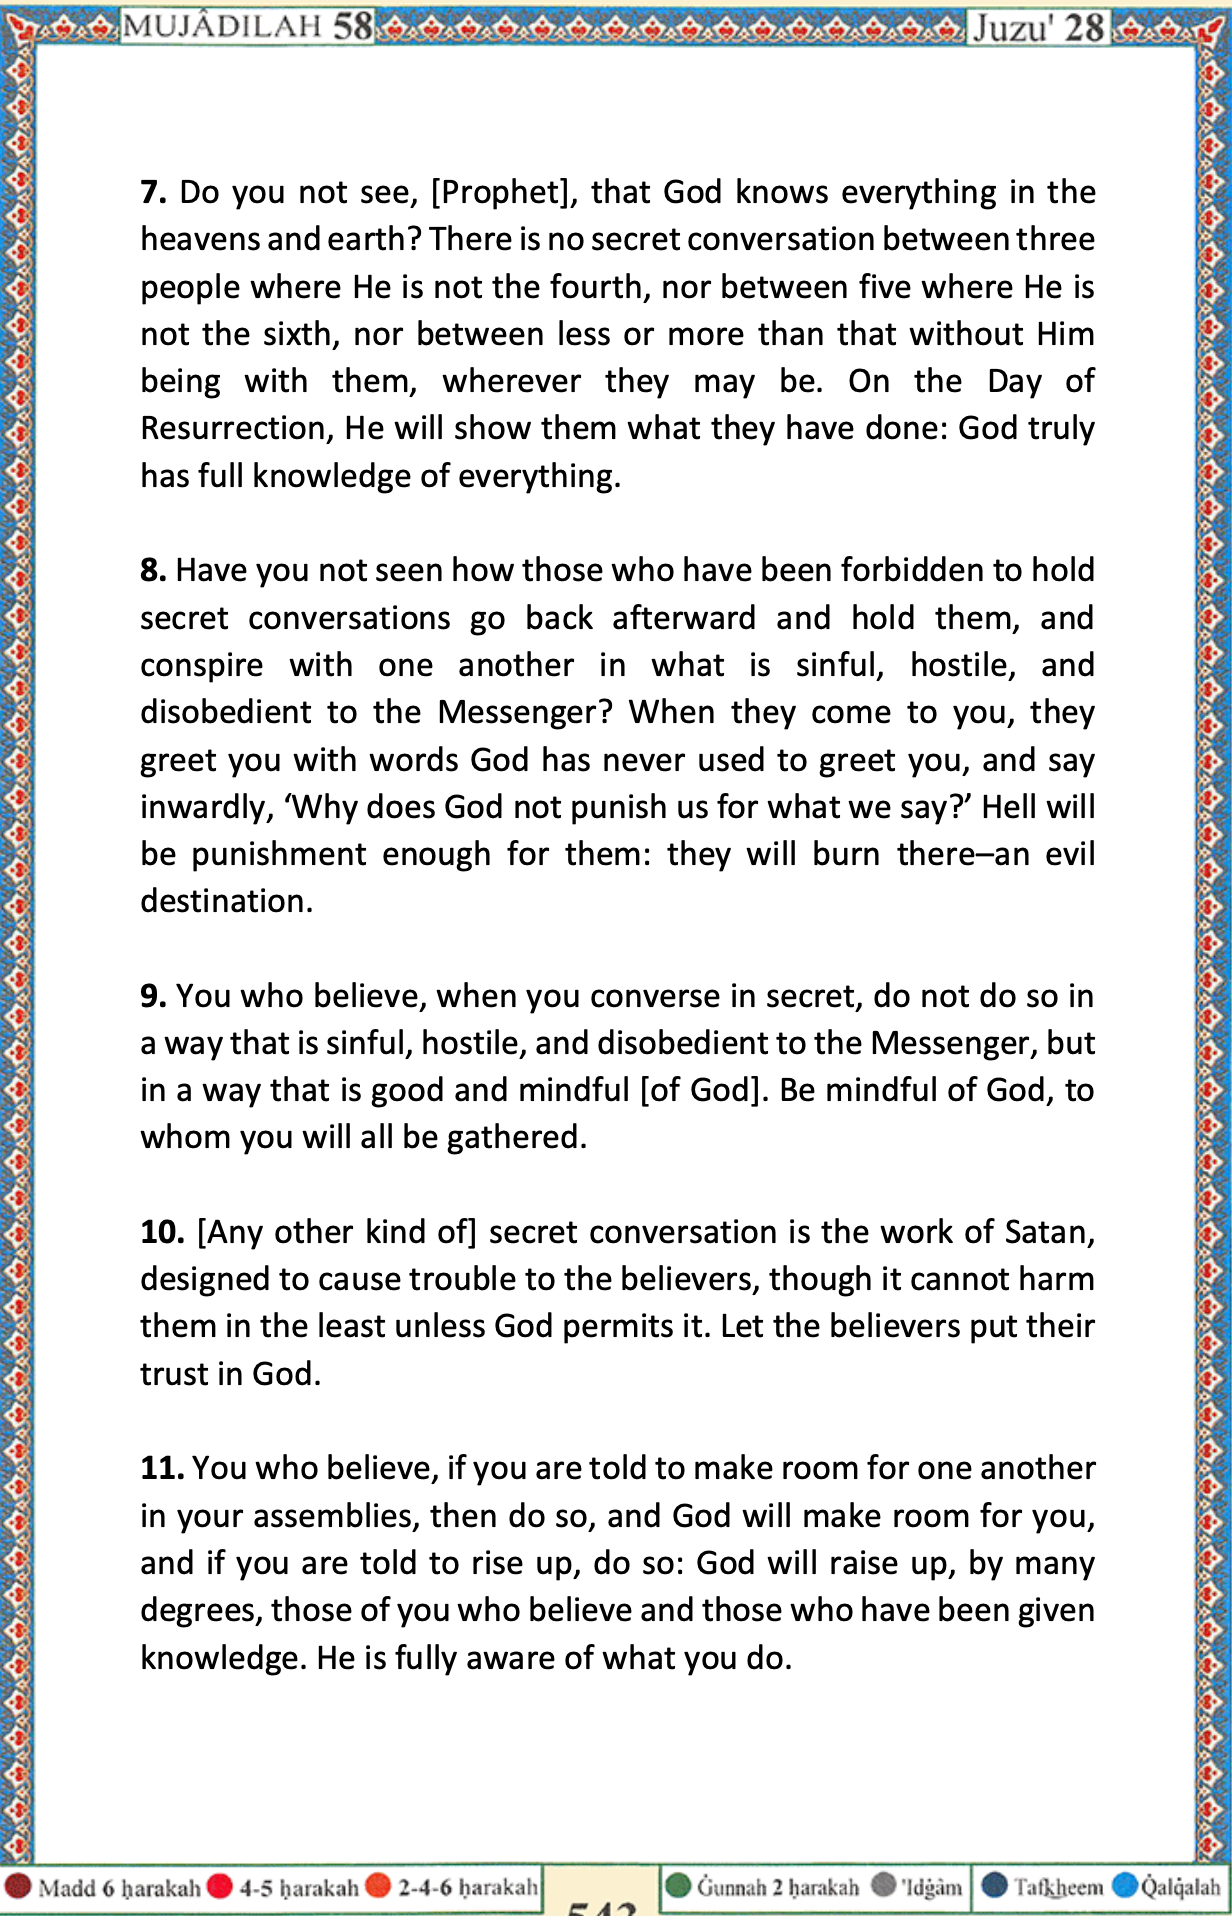 MUJÂDILAH 58
Juzu' 28
7. Do you not see, [Prophet], that God knows everything in the
heavens and earth? There is no secret conversation between three
people where He is not the fourth, nor between five where He is
not the sixth, nor between less or more than that without Him
being with them, wherever they may be. On the Day of
Resurrection, He will show them what they have done: God truly
has full knowledge of everything.
8. Have you not seen how those who have been forbidden to hold
secret conversations go back afterward and hold them, and
conspire with one another in what is sinful, hostile, and
disobedient to the Messenger? When they come to you, they
greet you with words God has never used to greet you, and say
inwardly, ‘Why does God not punish us for what we say?’ Hell will
be punishment enough for them: they will burn there–an evil
destination.
9. You who believe, when you converse in secret, do not do so in
a way that is sinful, hostile, and disobedient to the Messenger, but
in a way that is good and mindful [of God]. Be mindful of God, to
whom you will all be gathered.
10. [Any other kind of] secret conversation is the work of Satan,
designed to cause trouble to the believers, though it cannot harm
them in the least unless God permits it. Let the believers put their
trust in God.
11. You who believe, if you are told to make room for one another
in your assemblies, then do so, and God will make room for you,
and if you are told to rise up, do so: God will raise up, by many
degrees, those of you who believe and those who have been given
knowledge. He is fully aware of what you do.
Madd 6 ḥarakah 4-5 ḥarakah 2-4-6 ḥarakah
Ġunnah 2 ḥarakah 'Idġâm Tafkheem Q̇alq̇alah